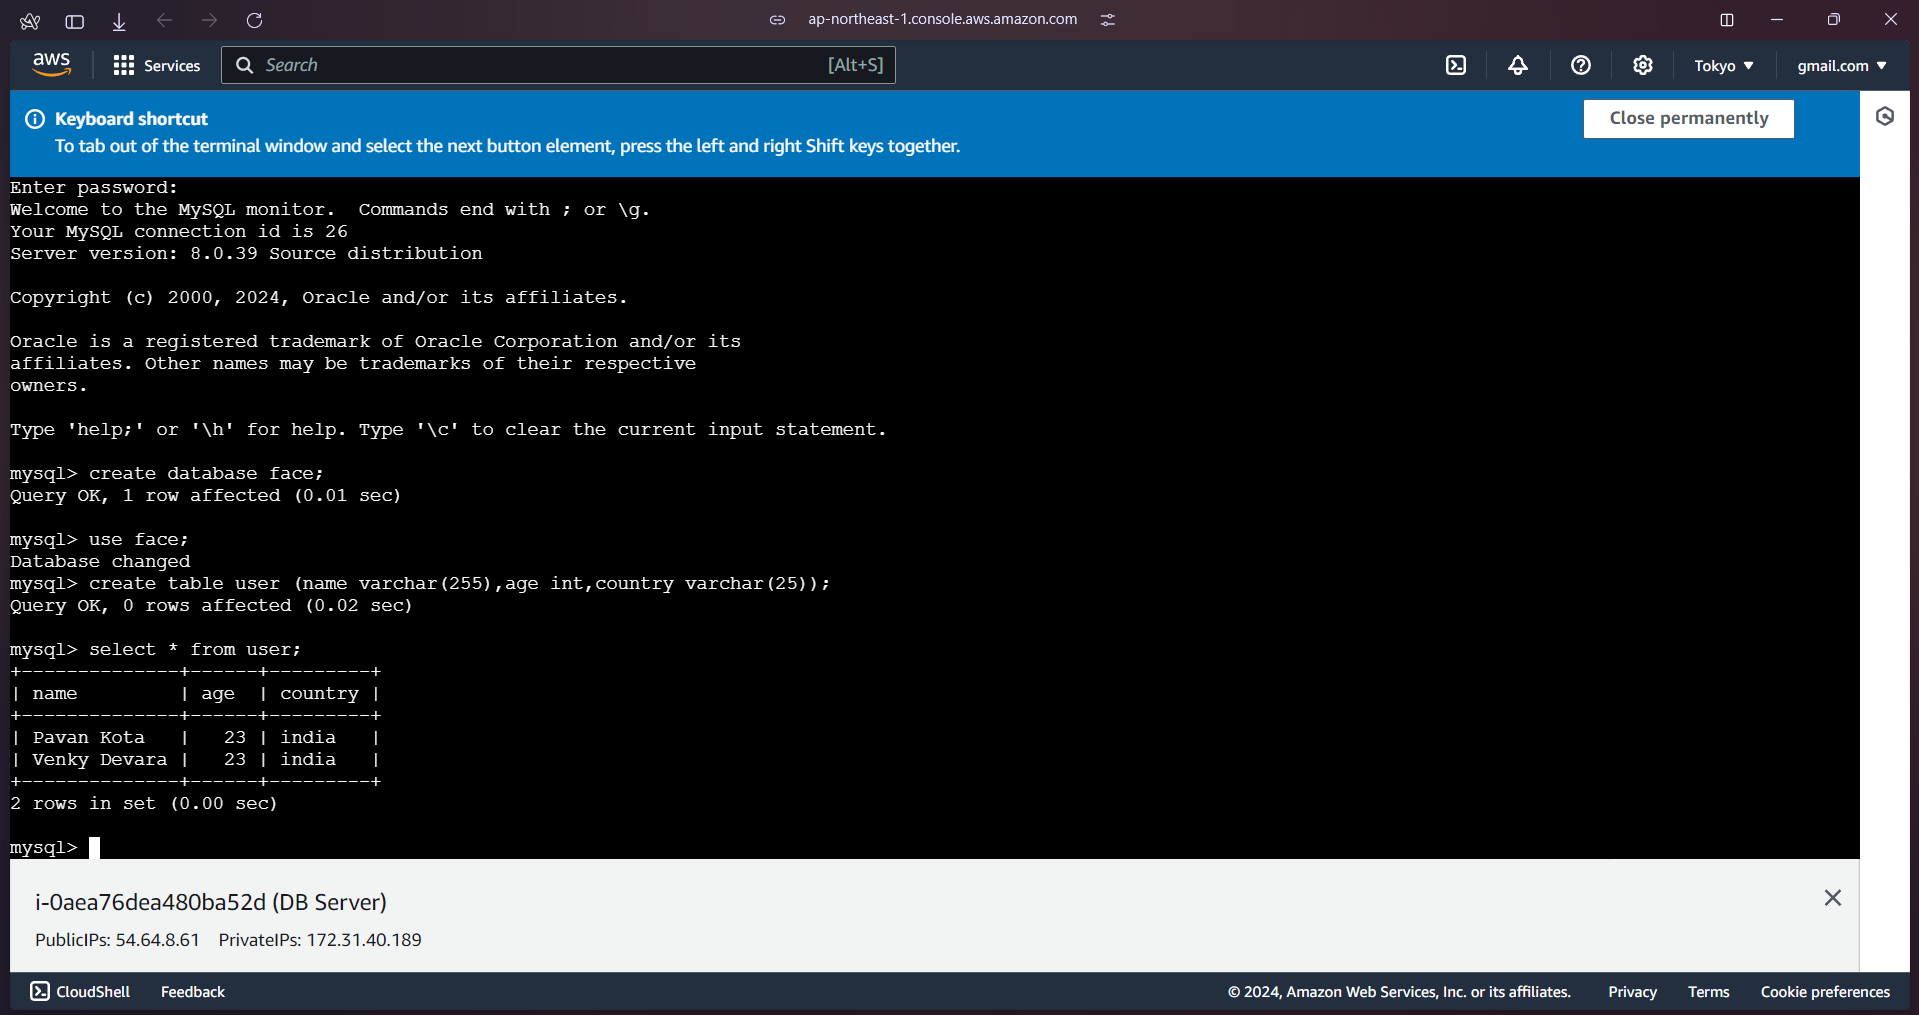 ap-northeast-1.console.aws.amazon.com
aws Services Search [Alt+S] Tokyo gmail.com
Keyboard shortcut
To tab out of the terminal window and select the next button element, press the left and right Shift keys together.
Close permanently
Enter password:
Welcome to the MySQL monitor.  Commands end with ; or \g.
Your MySQL connection id is 26
Server version: 8.0.39 Source distribution
Copyright (c) 2000, 2024, Oracle and/or its affiliates.
Oracle is a registered trademark of Oracle Corporation and/or its
affiliates. Other names may be trademarks of their respective
owners.
Type 'help;' or '\h' for help. Type '\c' to clear the current input statement.
mysql> create database face;
Query OK, 1 row affected (0.01 sec)
mysql> use face;
Database changed
mysql> create table user (name varchar(255),age int,country varchar(25));
Query OK, 0 rows affected (0.02 sec)
mysql> select * from user;
+--------------+------+---------+
| name         | age  | country |
+--------------+------+---------+
| Pavan Kota   |   23 | india   |
| Venky Devara |   23 | india   |
+--------------+------+---------+
2 rows in set (0.00 sec)
mysql>
i-0aea76dea480ba52d (DB Server)
PublicIPs: 54.64.8.61 PrivateIPs: 172.31.40.189
CloudShell Feedback © 2024, Amazon Web Services, Inc. or its affiliates. Privacy Terms Cookie preferences